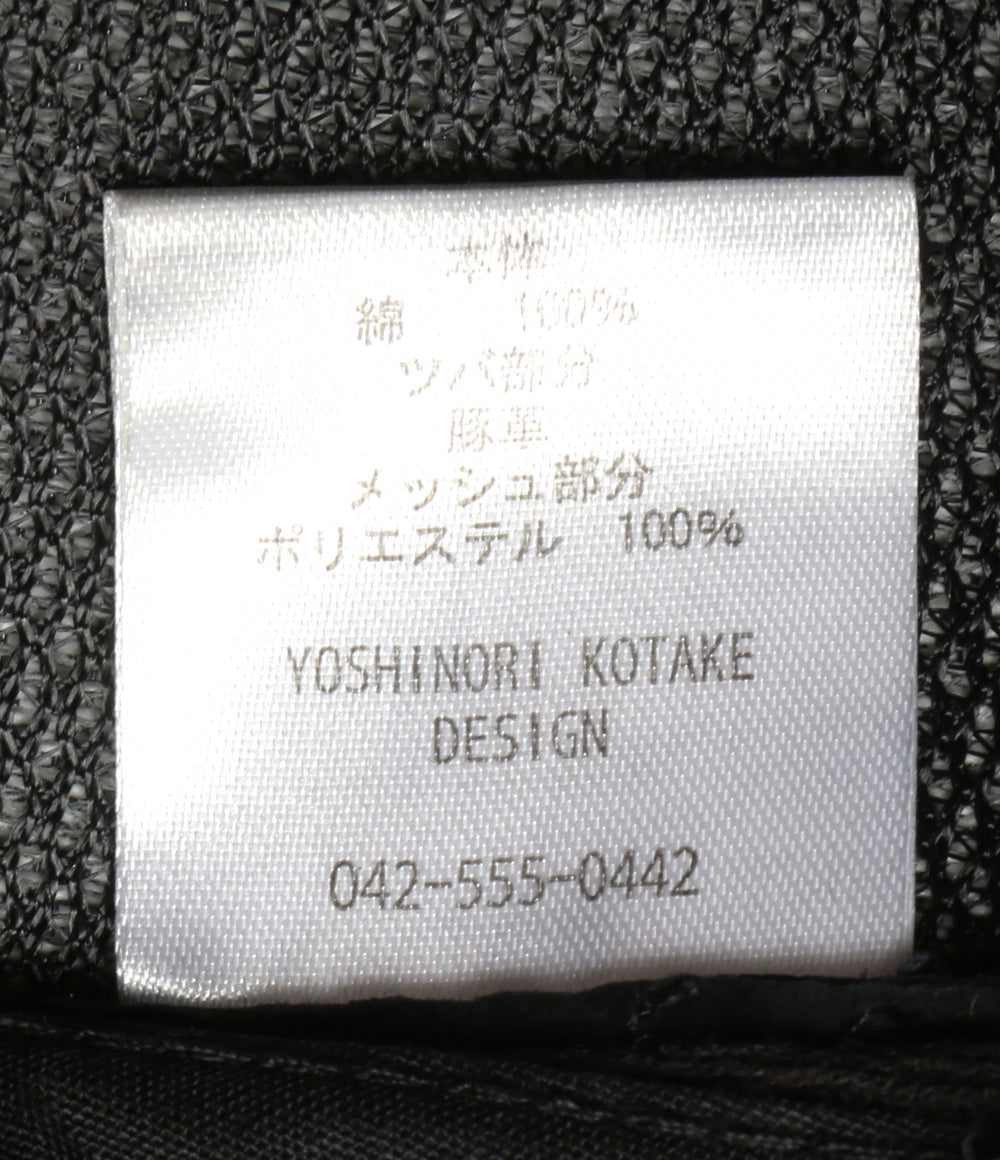 本体
綿 100%
ツバ部分
豚革
メッシュ部分
ポリエステル 100%
YOSHINORI KOTAKE
DESIGN
042-555-0442